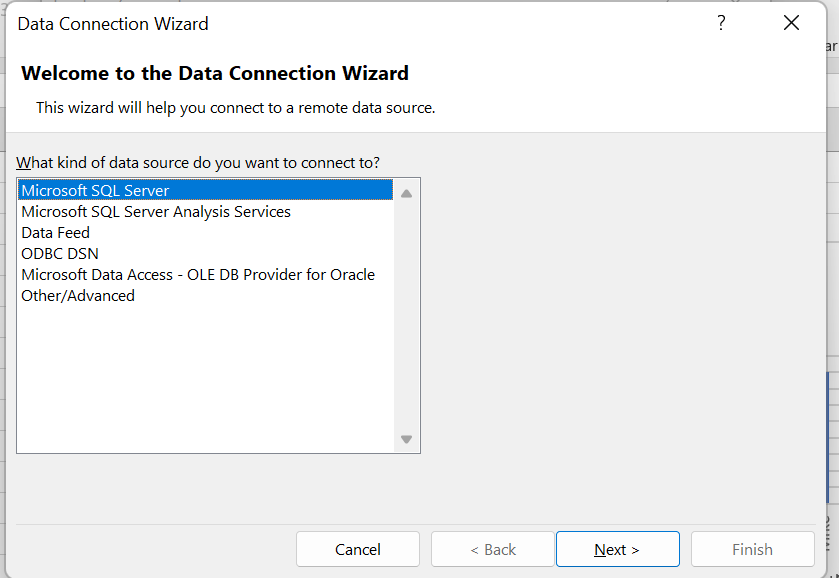 Data Connection Wizard
?
Welcome to the Data Connection Wizard
This wizard will help you connect to a remote data source.
What kind of data source do you want to connect to?
Microsoft SQL Server
Microsoft SQL Server Analysis Services
Data Feed
ODBC DSN
Microsoft Data Access - OLE DB Provider for Oracle
Other/Advanced
Cancel
< Back
Next >
Finish